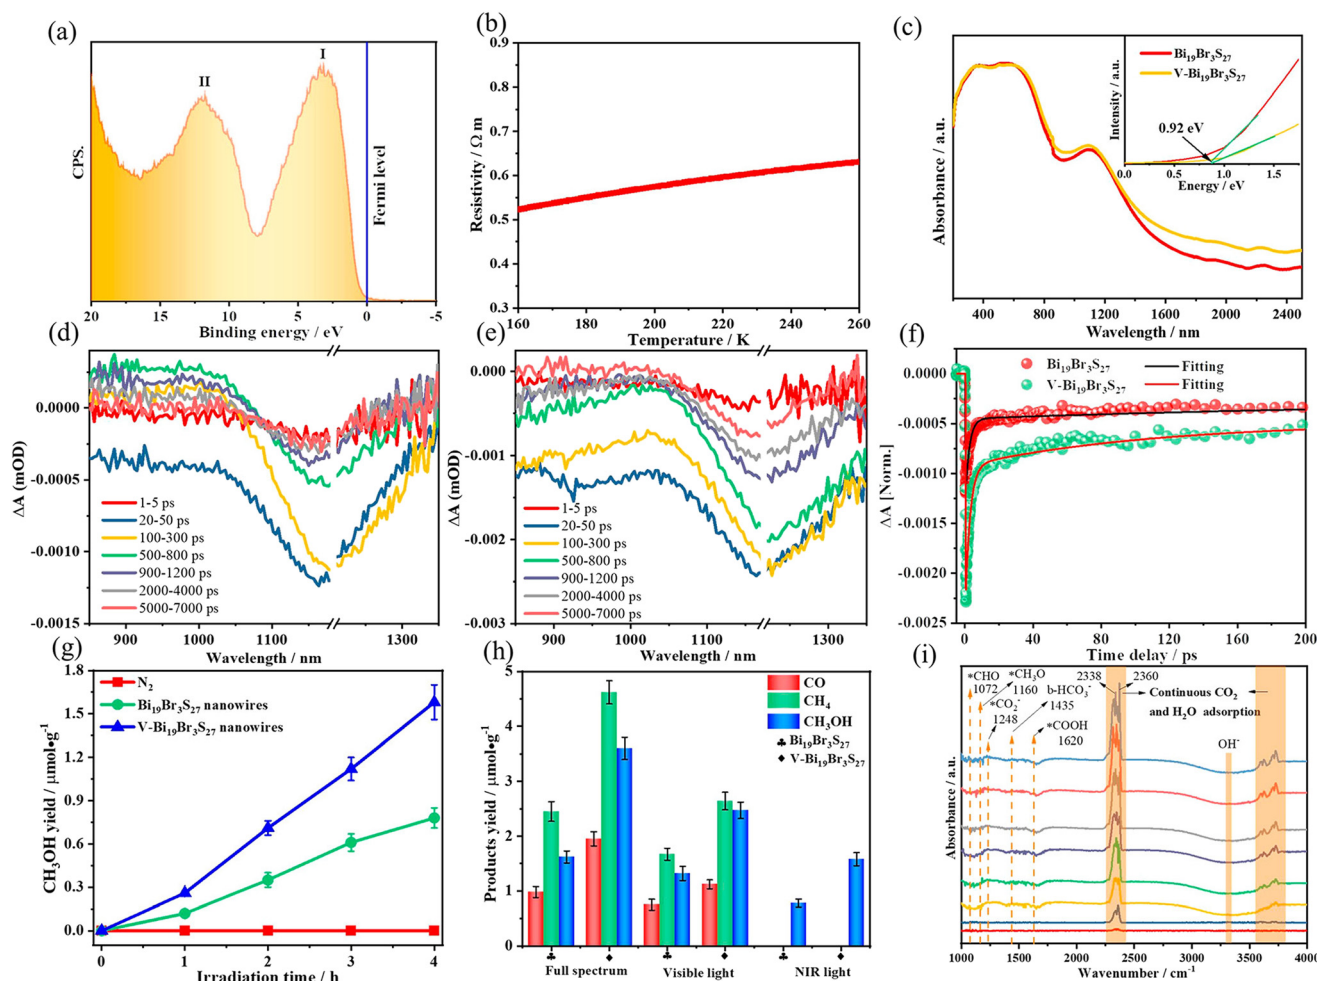 (a)
I
II
CPS.
Fermi level
20 15 10 5 0 -5
Binding energy / eV
(b)
Resistivity / Ω m
0.9
0.8
0.7
0.6
0.5
0.4
0.3
160 180 200 220 240 260
Temperature / K
(c)
Absorbance / a.u.
400 800 1200 1600 2000 2400
Wavelength / nm
Bi₁₉Br₃S₂₇
V-Bi₁₉Br₃S₂₇
Intensity / a.u.
0.92 eV
0.0 0.5 1.0 1.5
Energy / eV
(d)
ΔA (mOD)
0.0000
-0.0005
-0.0010
-0.0015
1-5 ps
20-50 ps
100-300 ps
500-800 ps
900-1200 ps
2000-4000 ps
5000-7000 ps
900 1000 1100 1300
Wavelength / nm
(e)
ΔA (mOD)
0.000
-0.001
-0.002
-0.003
1-5 ps
20-50 ps
100-300 ps
500-800 ps
900-1200 ps
2000-4000 ps
5000-7000 ps
900 1000 1100 1300
Wavelength / nm
(f)
ΔA [Norm.]
0.0000
-0.0005
-0.0010
-0.0015
-0.0020
-0.0025
Bi₁₉Br₃S₂₇ Fitting
V-Bi₁₉Br₃S₂₇ Fitting
0 40 80 120 160 200
Time delay / ps
(g)
CH₃OH yield / μmol•g⁻¹
1.8
1.5
1.2
0.9
0.6
0.3
0.0
N₂
Bi₁₉Br₃S₂₇ nanowires
V-Bi₁₉Br₃S₂₇ nanowires
0 1 2 3 4
Irradiation time / h
(h)
Products yield / μmol•g⁻¹
5
4
3
2
1
0
CO
CH₄
CH₃OH
♣ Bi₁₉Br₃S₂₇
♦ V-Bi₁₉Br₃S₂₇
♣ ♦ ♣ ♦ ♣ ♦
Full spectrum Visible light NIR light
(i)
Absorbance / a.u.
*CHO
1072
*CH₃O
1160
*CO₂⁻
1248
b-HCO₃⁻
1435
*COOH
1620
2338 2360
Continuous CO₂
and H₂O adsorption
OH⁻
1000 1500 2000 2500 3000 3500 4000
Wavenumber / cm⁻¹